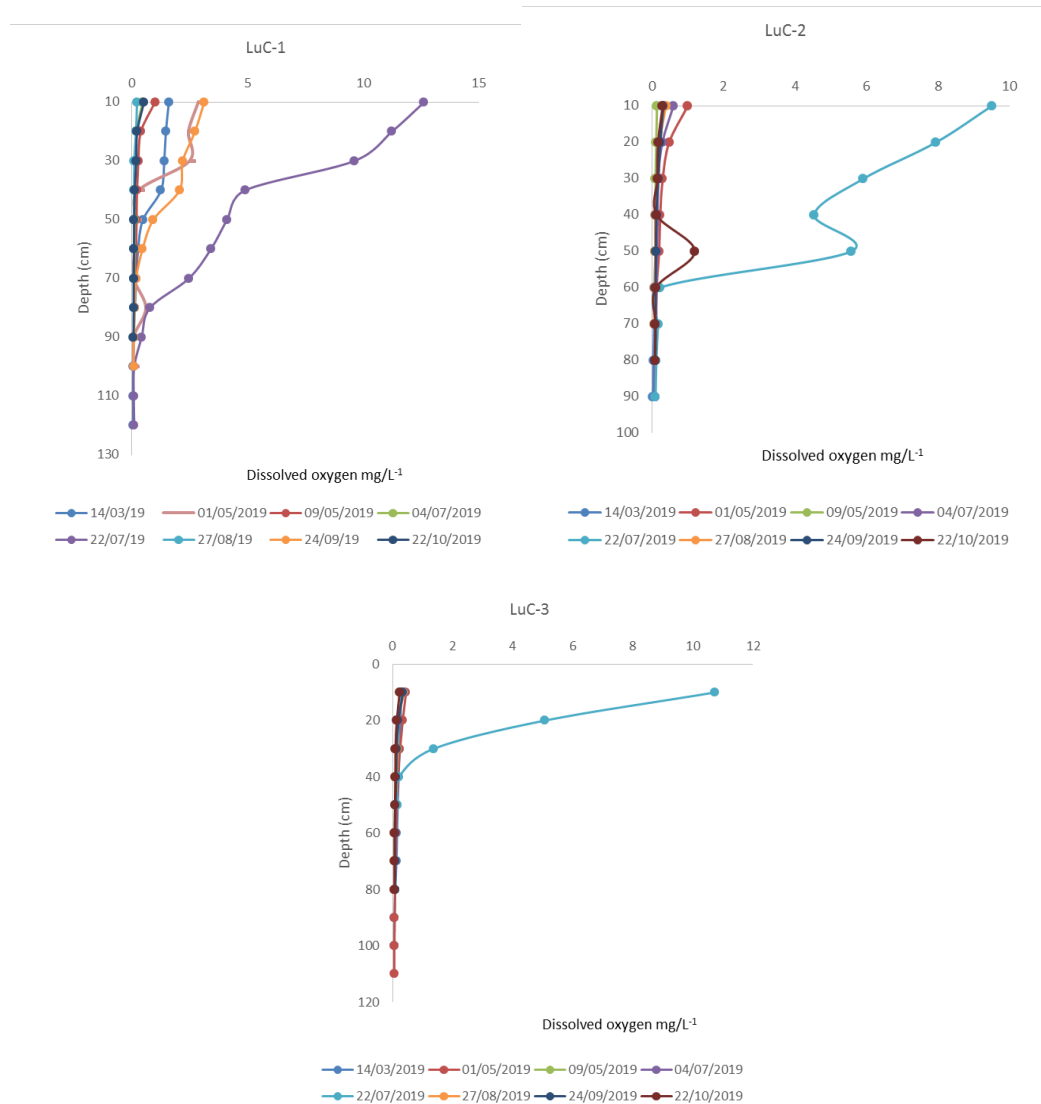 LuC-1
0 5 10 15
10
30
50
70
90
110
130
Depth (cm)
Dissolved oxygen mg/L-1
14/03/19 01/05/2019 09/05/2019 04/07/2019
22/07/19 27/08/19 24/09/19 22/10/2019
LuC-2
0 2 4 6 8 10
10
20
30
40
50
60
70
80
90
100
Depth (cm)
Dissolved oxygen mg/L-1
14/03/2019 01/05/2019 09/05/2019 04/07/2019
22/07/2019 27/08/2019 24/09/2019 22/10/2019
LuC-3
0 2 4 6 8 10 12
0
20
40
60
80
100
120
Depth (cm)
Dissolved oxygen mg/L-1
14/03/2019 01/05/2019 09/05/2019 04/07/2019
22/07/2019 27/08/2019 24/09/2019 22/10/2019